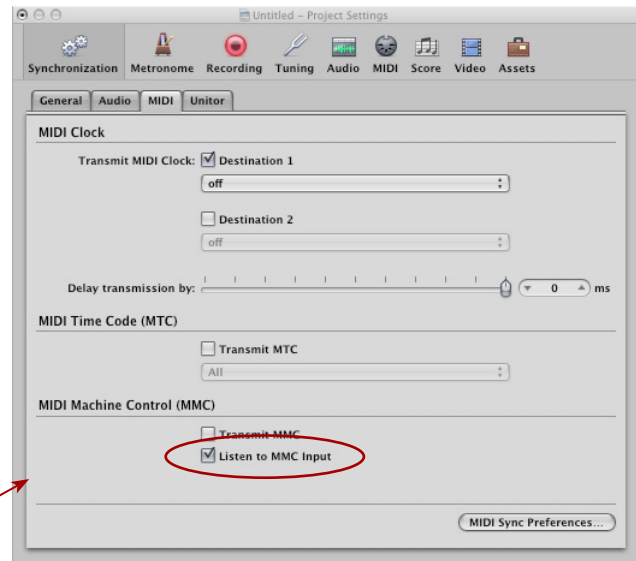 Untitled – Project Settings
Synchronization Metronome Recording Tuning Audio MIDI Score Video Assets
General Audio MIDI Unitor
MIDI Clock
Transmit MIDI Clock: Destination 1
off
Destination 2
off
Delay transmission by: 0 ms
MIDI Time Code (MTC)
Transmit MTC
All
MIDI Machine Control (MMC)
Transmit MMC
Listen to MMC Input
MIDI Sync Preferences...